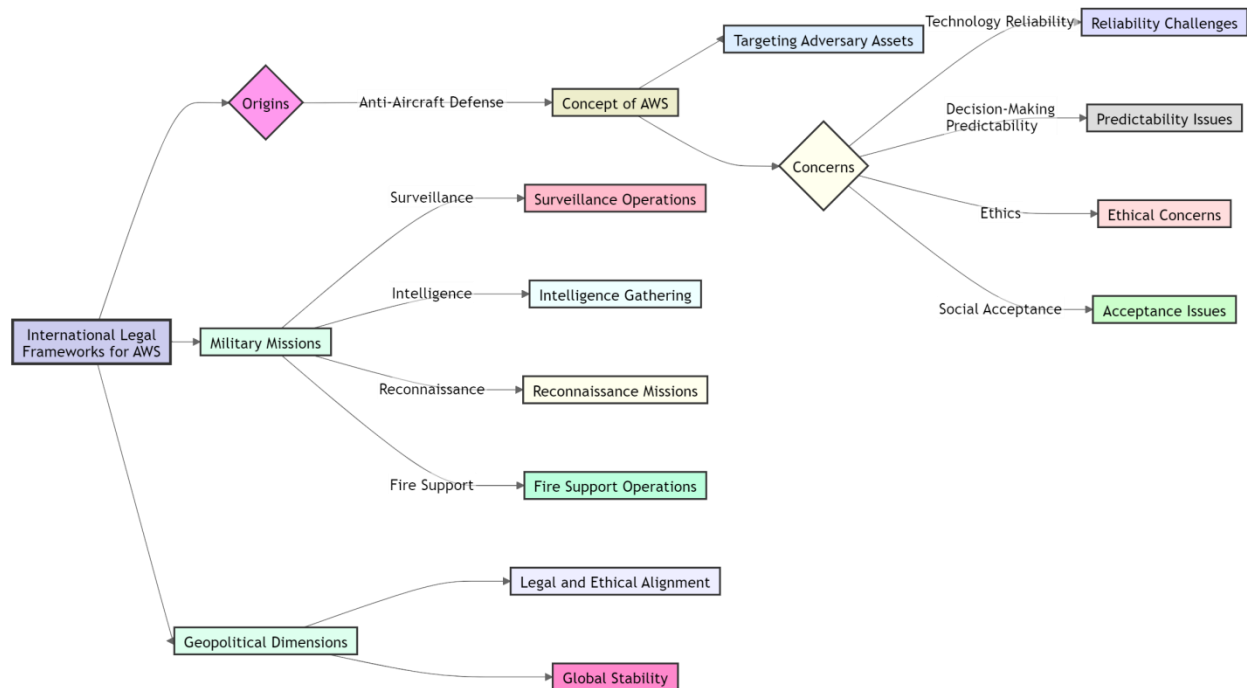 Technology Reliability
Reliability Challenges
Targeting Adversary Assets
Origins
Anti-Aircraft Defense
Concept of AWS
Decision-Making
Predictability
Predictability Issues
Concerns
Surveillance
Surveillance Operations
Ethics
Ethical Concerns
Intelligence
Intelligence Gathering
Social Acceptance
Acceptance Issues
International Legal
Frameworks for AWS
Military Missions
Reconnaissance
Reconnaissance Missions
Fire Support
Fire Support Operations
Legal and Ethical Alignment
Geopolitical Dimensions
Global Stability